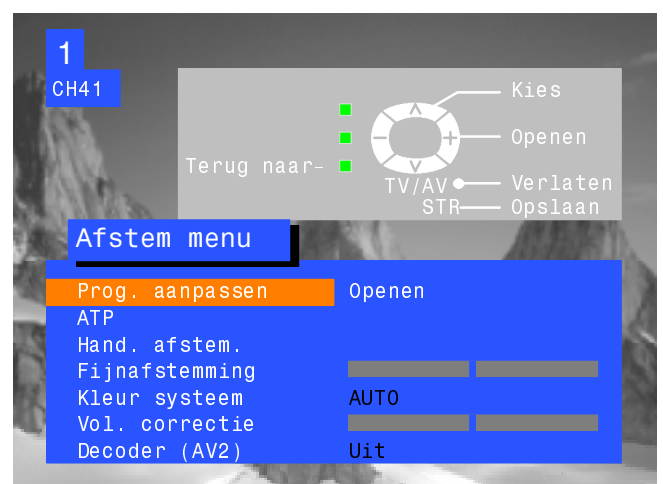 1
CH41
Kies
Openen
Terug naar-
TV/AV Verlaten
STR Opslaan
Afstem menu
Prog. aanpassen Openen
ATP
Hand. afstem.
Fijnafstemming
Kleur systeem AUTO
Vol. correctie
Decoder (AV2) Uit